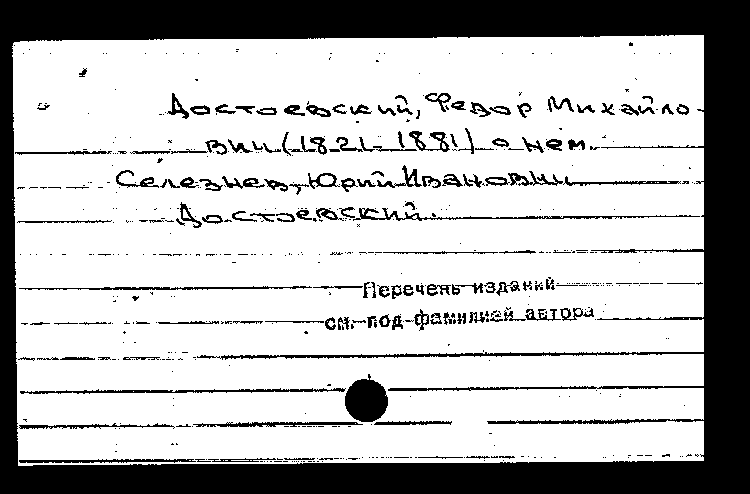 Достоевский, Федор Михайло-
вич (1821-1881) о нем.
Селезнев, Юрий Иванович
Достоевский.
Перечень изданий
см. под фамилией автора